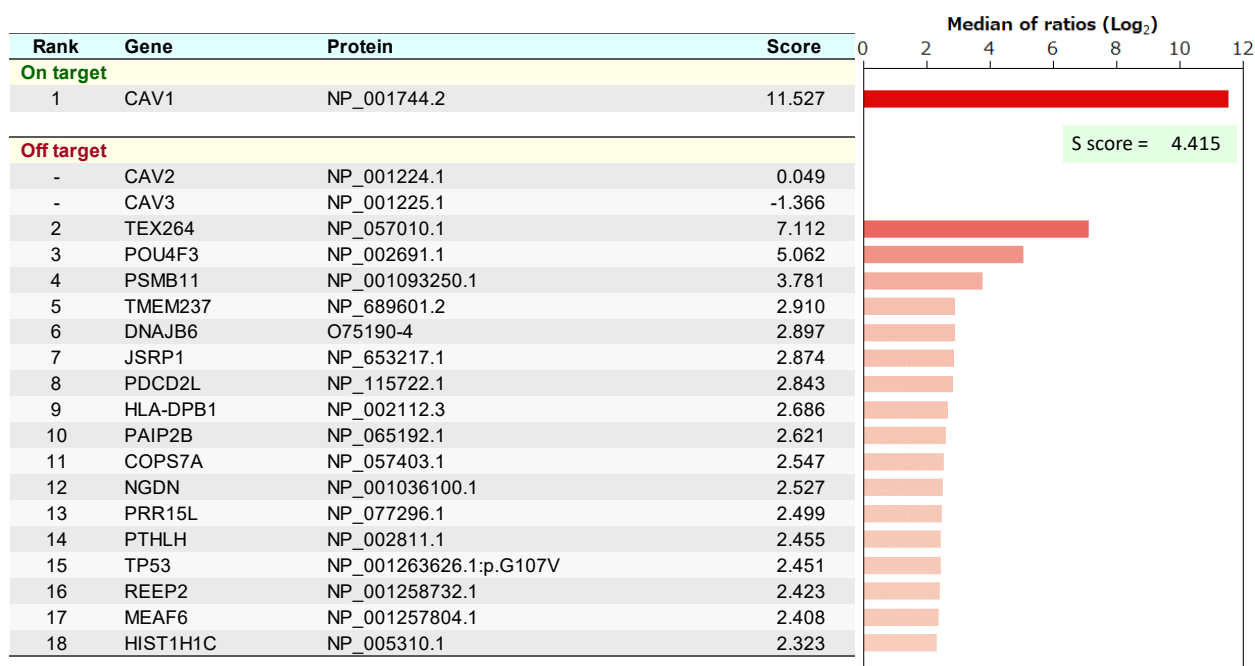 Median of ratios (Log2)
Rank Gene Protein Score 0 2 4 6 8 10 12
On target
1 CAV1 NP_001744.2 11.527
S score = 4.415
Off target
- CAV2 NP_001224.1 0.049
- CAV3 NP_001225.1 -1.366
2 TEX264 NP_057010.1 7.112
3 POU4F3 NP_002691.1 5.062
4 PSMB11 NP_001093250.1 3.781
5 TMEM237 NP_689601.2 2.910
6 DNAJB6 O75190-4 2.897
7 JSRP1 NP_653217.1 2.874
8 PDCD2L NP_115722.1 2.843
9 HLA-DPB1 NP_002112.3 2.686
10 PAIP2B NP_065192.1 2.621
11 COPS7A NP_057403.1 2.547
12 NGDN NP_001036100.1 2.527
13 PRR15L NP_077296.1 2.499
14 PTHLH NP_002811.1 2.455
15 TP53 NP_001263626.1:p.G107V 2.451
16 REEP2 NP_001258732.1 2.423
17 MEAF6 NP_001257804.1 2.408
18 HIST1H1C NP_005310.1 2.323